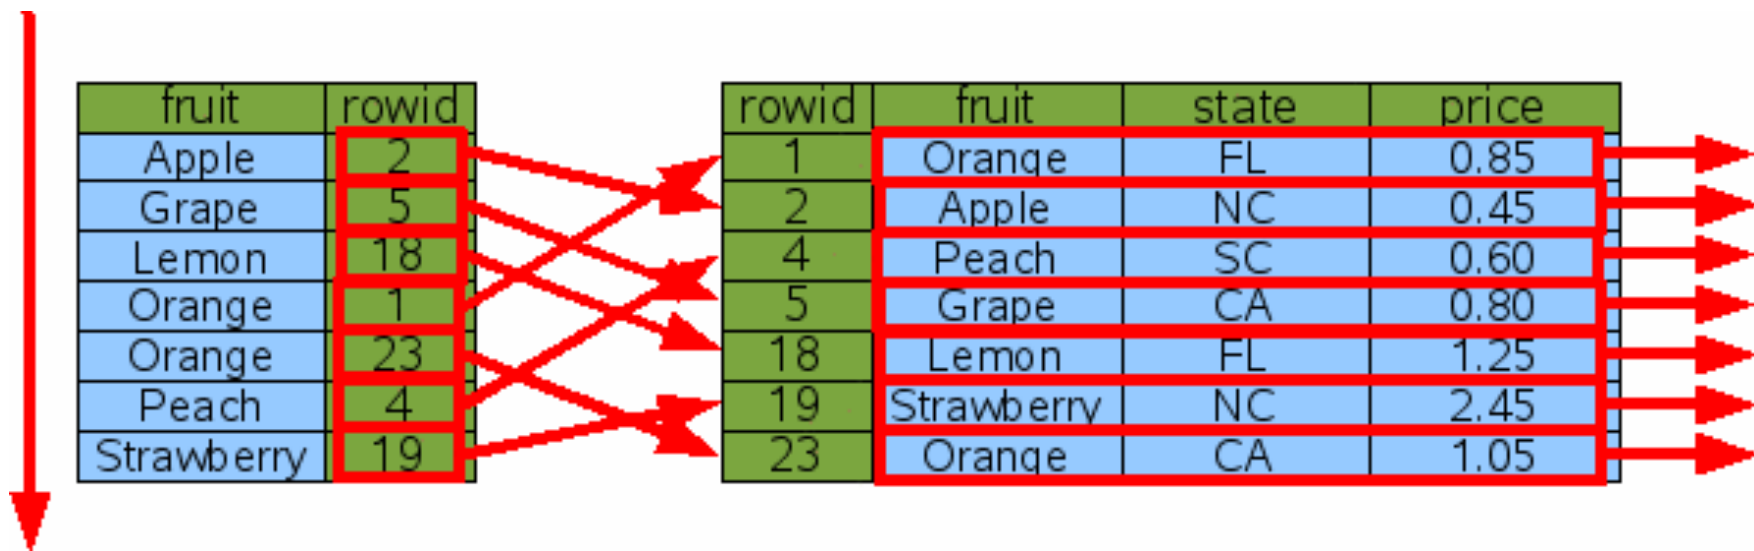 fruit rowid
Apple 2
Grape 5
Lemon 18
Orange 1
Orange 23
Peach 4
Strawberry 19
rowid fruit state price
1 Orange FL 0.85
2 Apple NC 0.45
4 Peach SC 0.60
5 Grape CA 0.80
18 Lemon FL 1.25
19 Strawberry NC 2.45
23 Orange CA 1.05